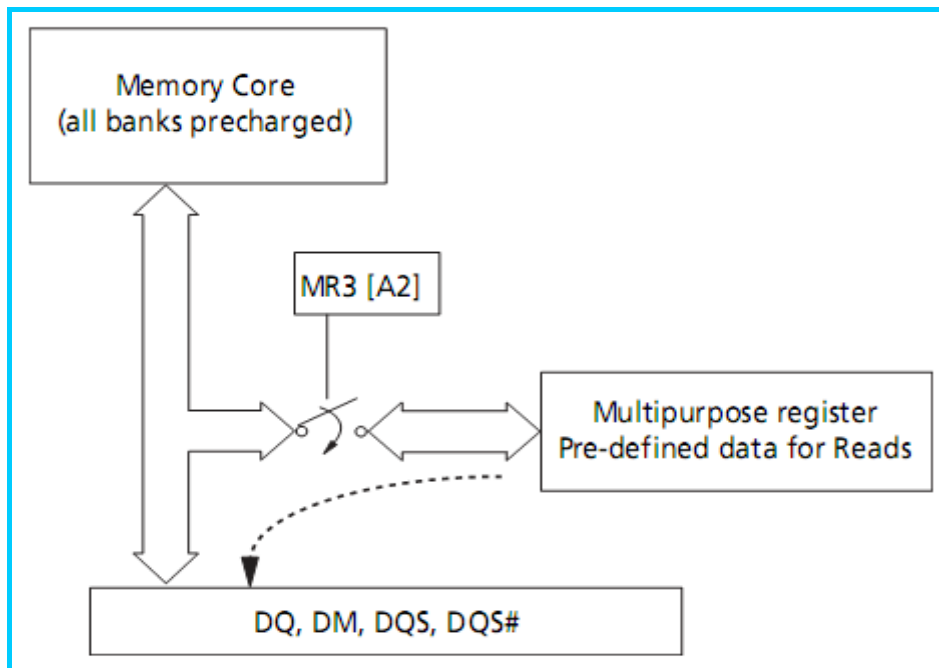 Memory Core
(all banks precharged)
MR3 [A2]
Multipurpose register
Pre-defined data for Reads
DQ, DM, DQS, DQS#